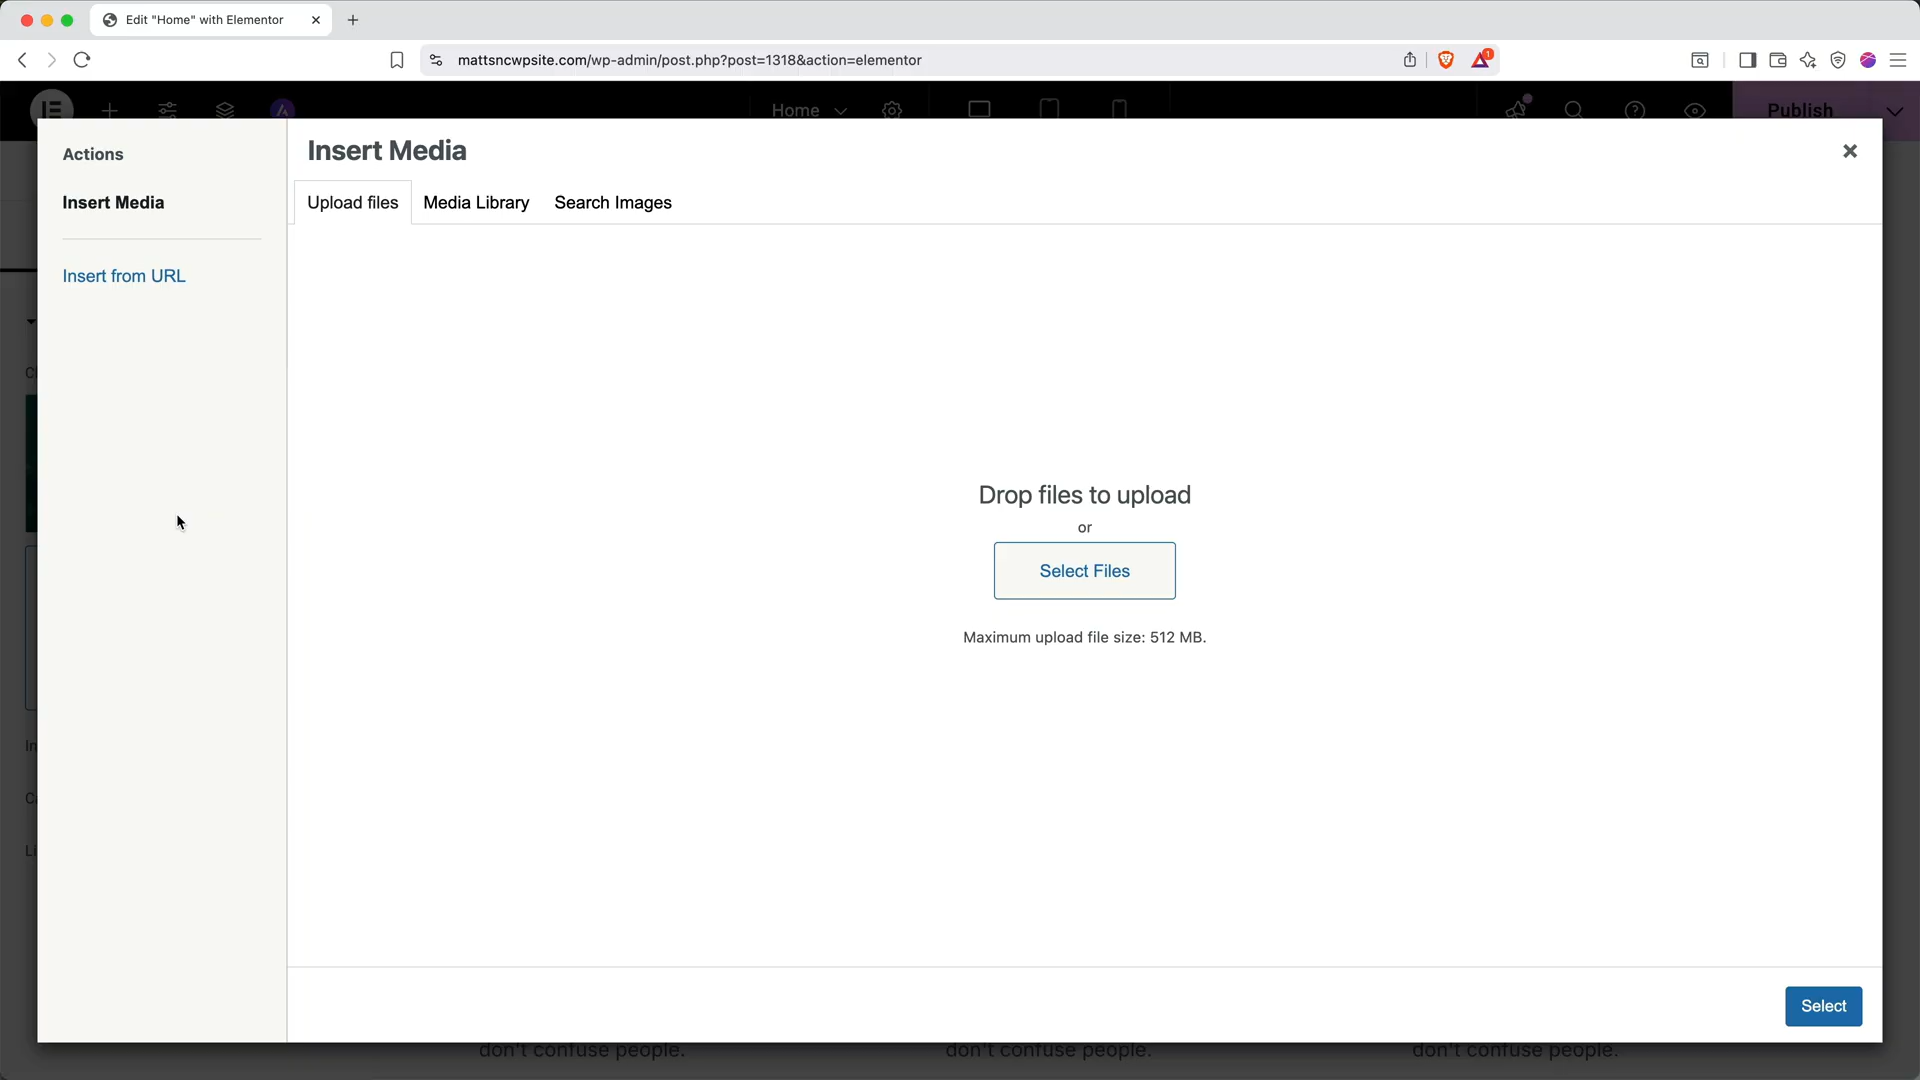 Edit "Home" with Elementor
mattsncwpsite.com/wp-admin/post.php?post=1318&action=elementor
1
Home
Publish
Actions
Insert Media
Insert from URL
Insert Media
Upload files
Media Library
Search Images
Drop files to upload
or
Select Files
Maximum upload file size: 512 MB.
Select
don't confuse people.
don't confuse people.
don't confuse people.